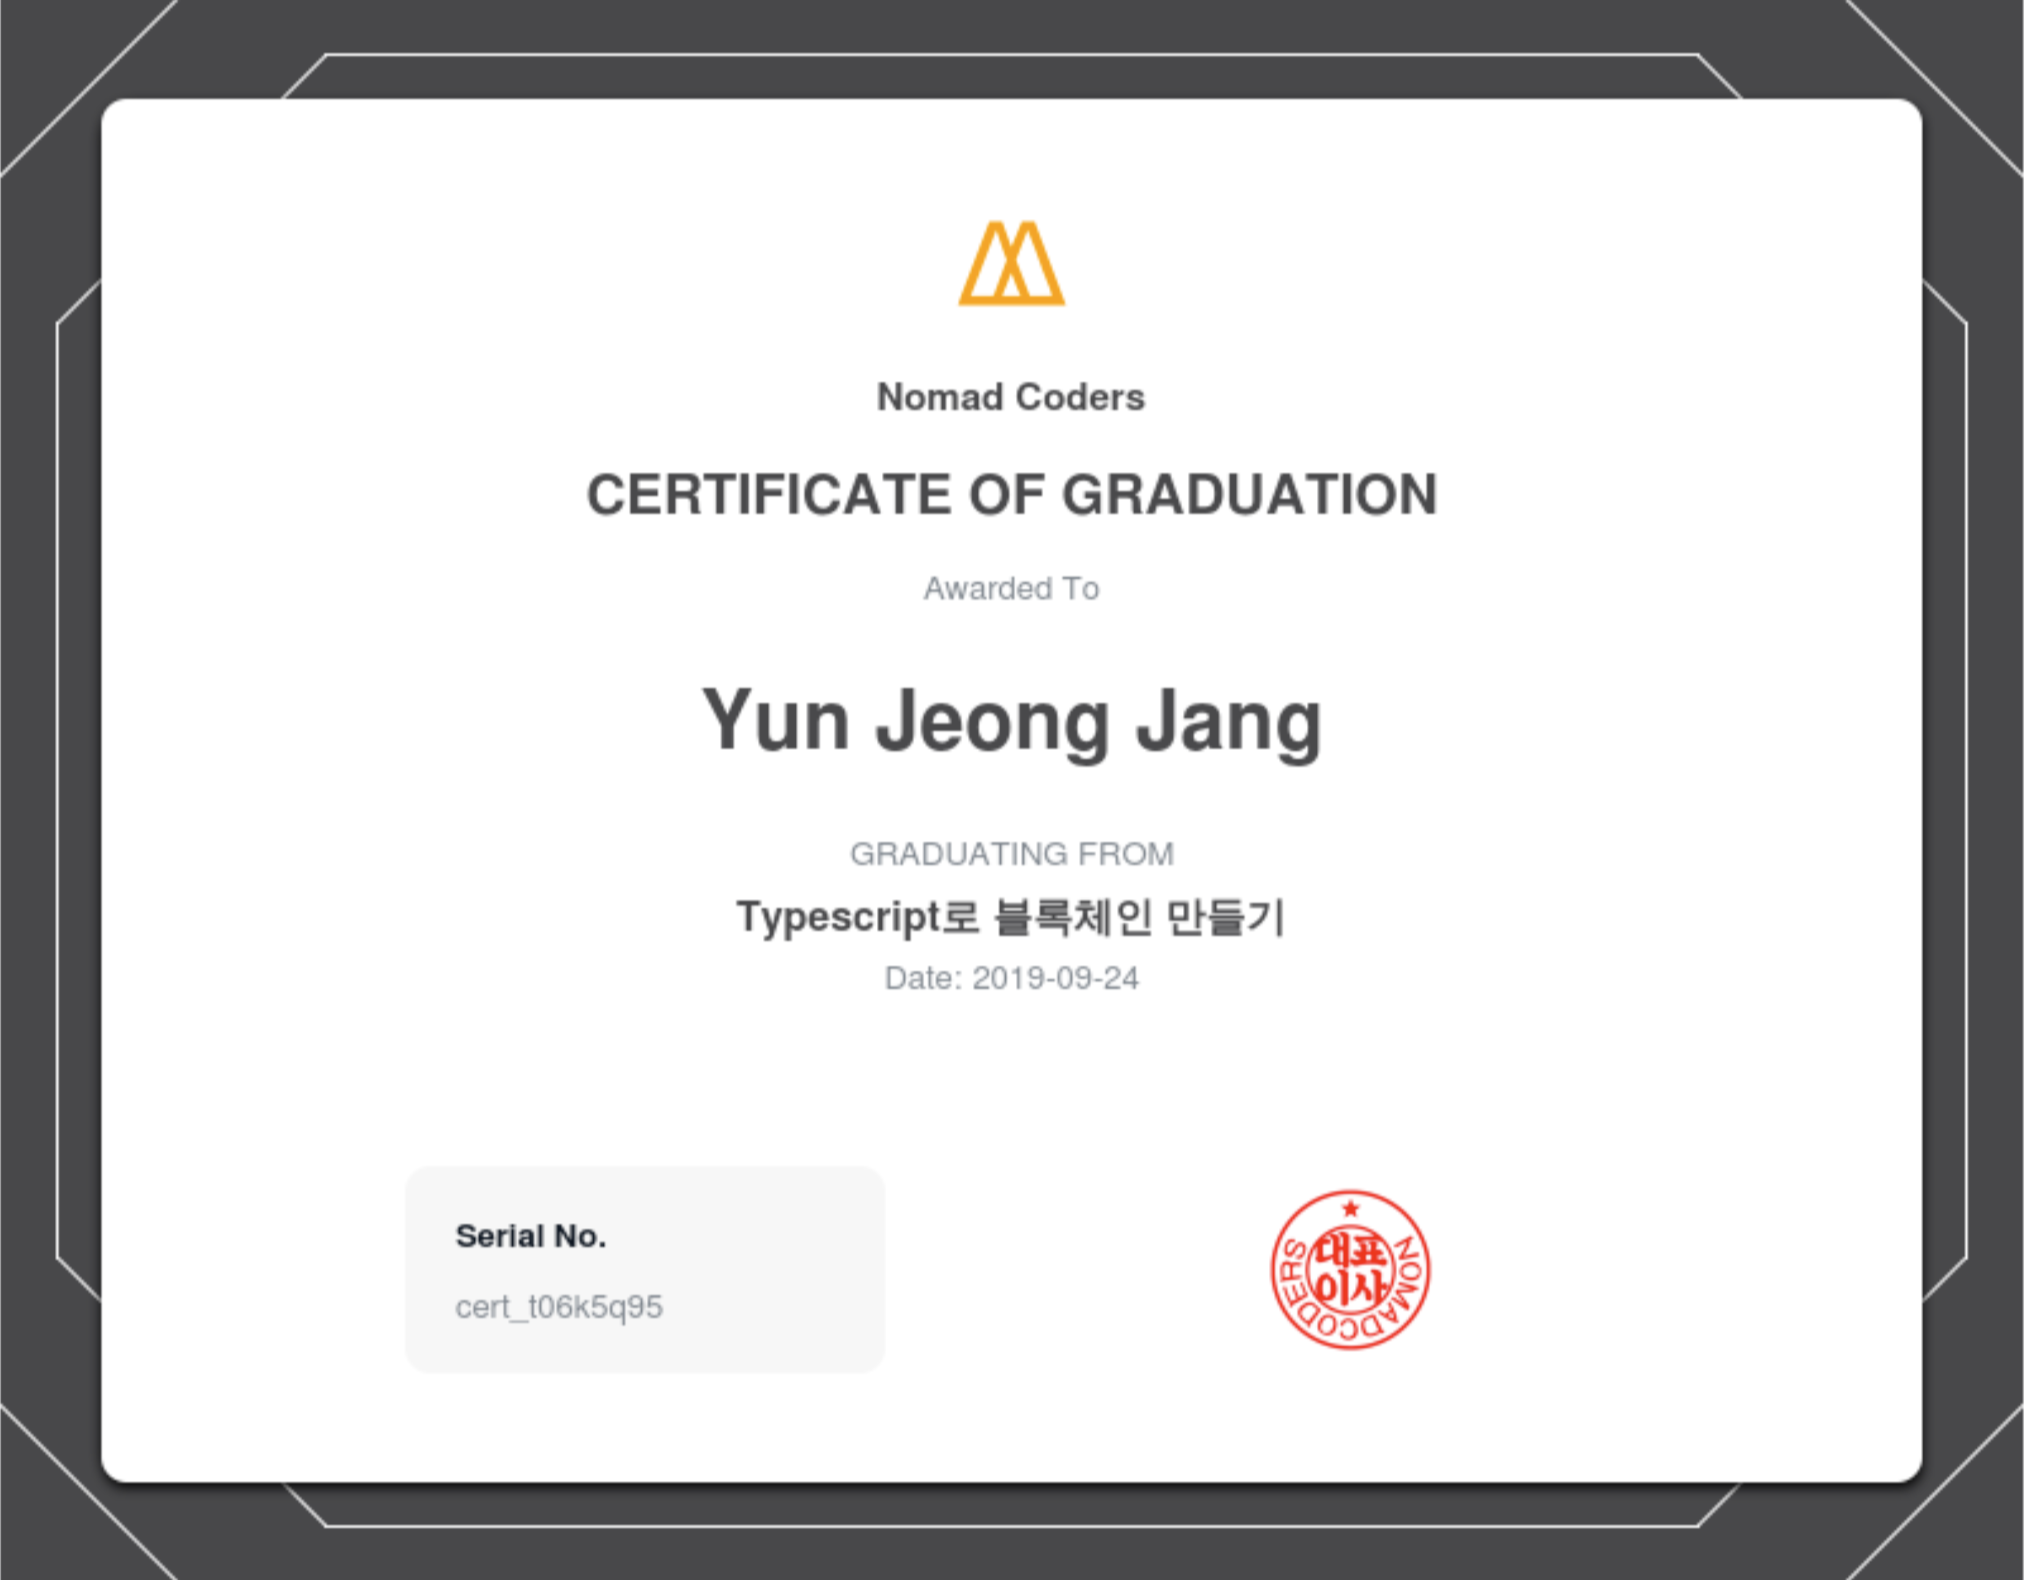 Nomad Coders
CERTIFICATE OF GRADUATION
Awarded To
Yun Jeong Jang
GRADUATING FROM
Typescript로 블록체인 만들기
Date: 2019-09-24
Serial No.
cert_t06k5q95
대표
이사
NOMADCODERS